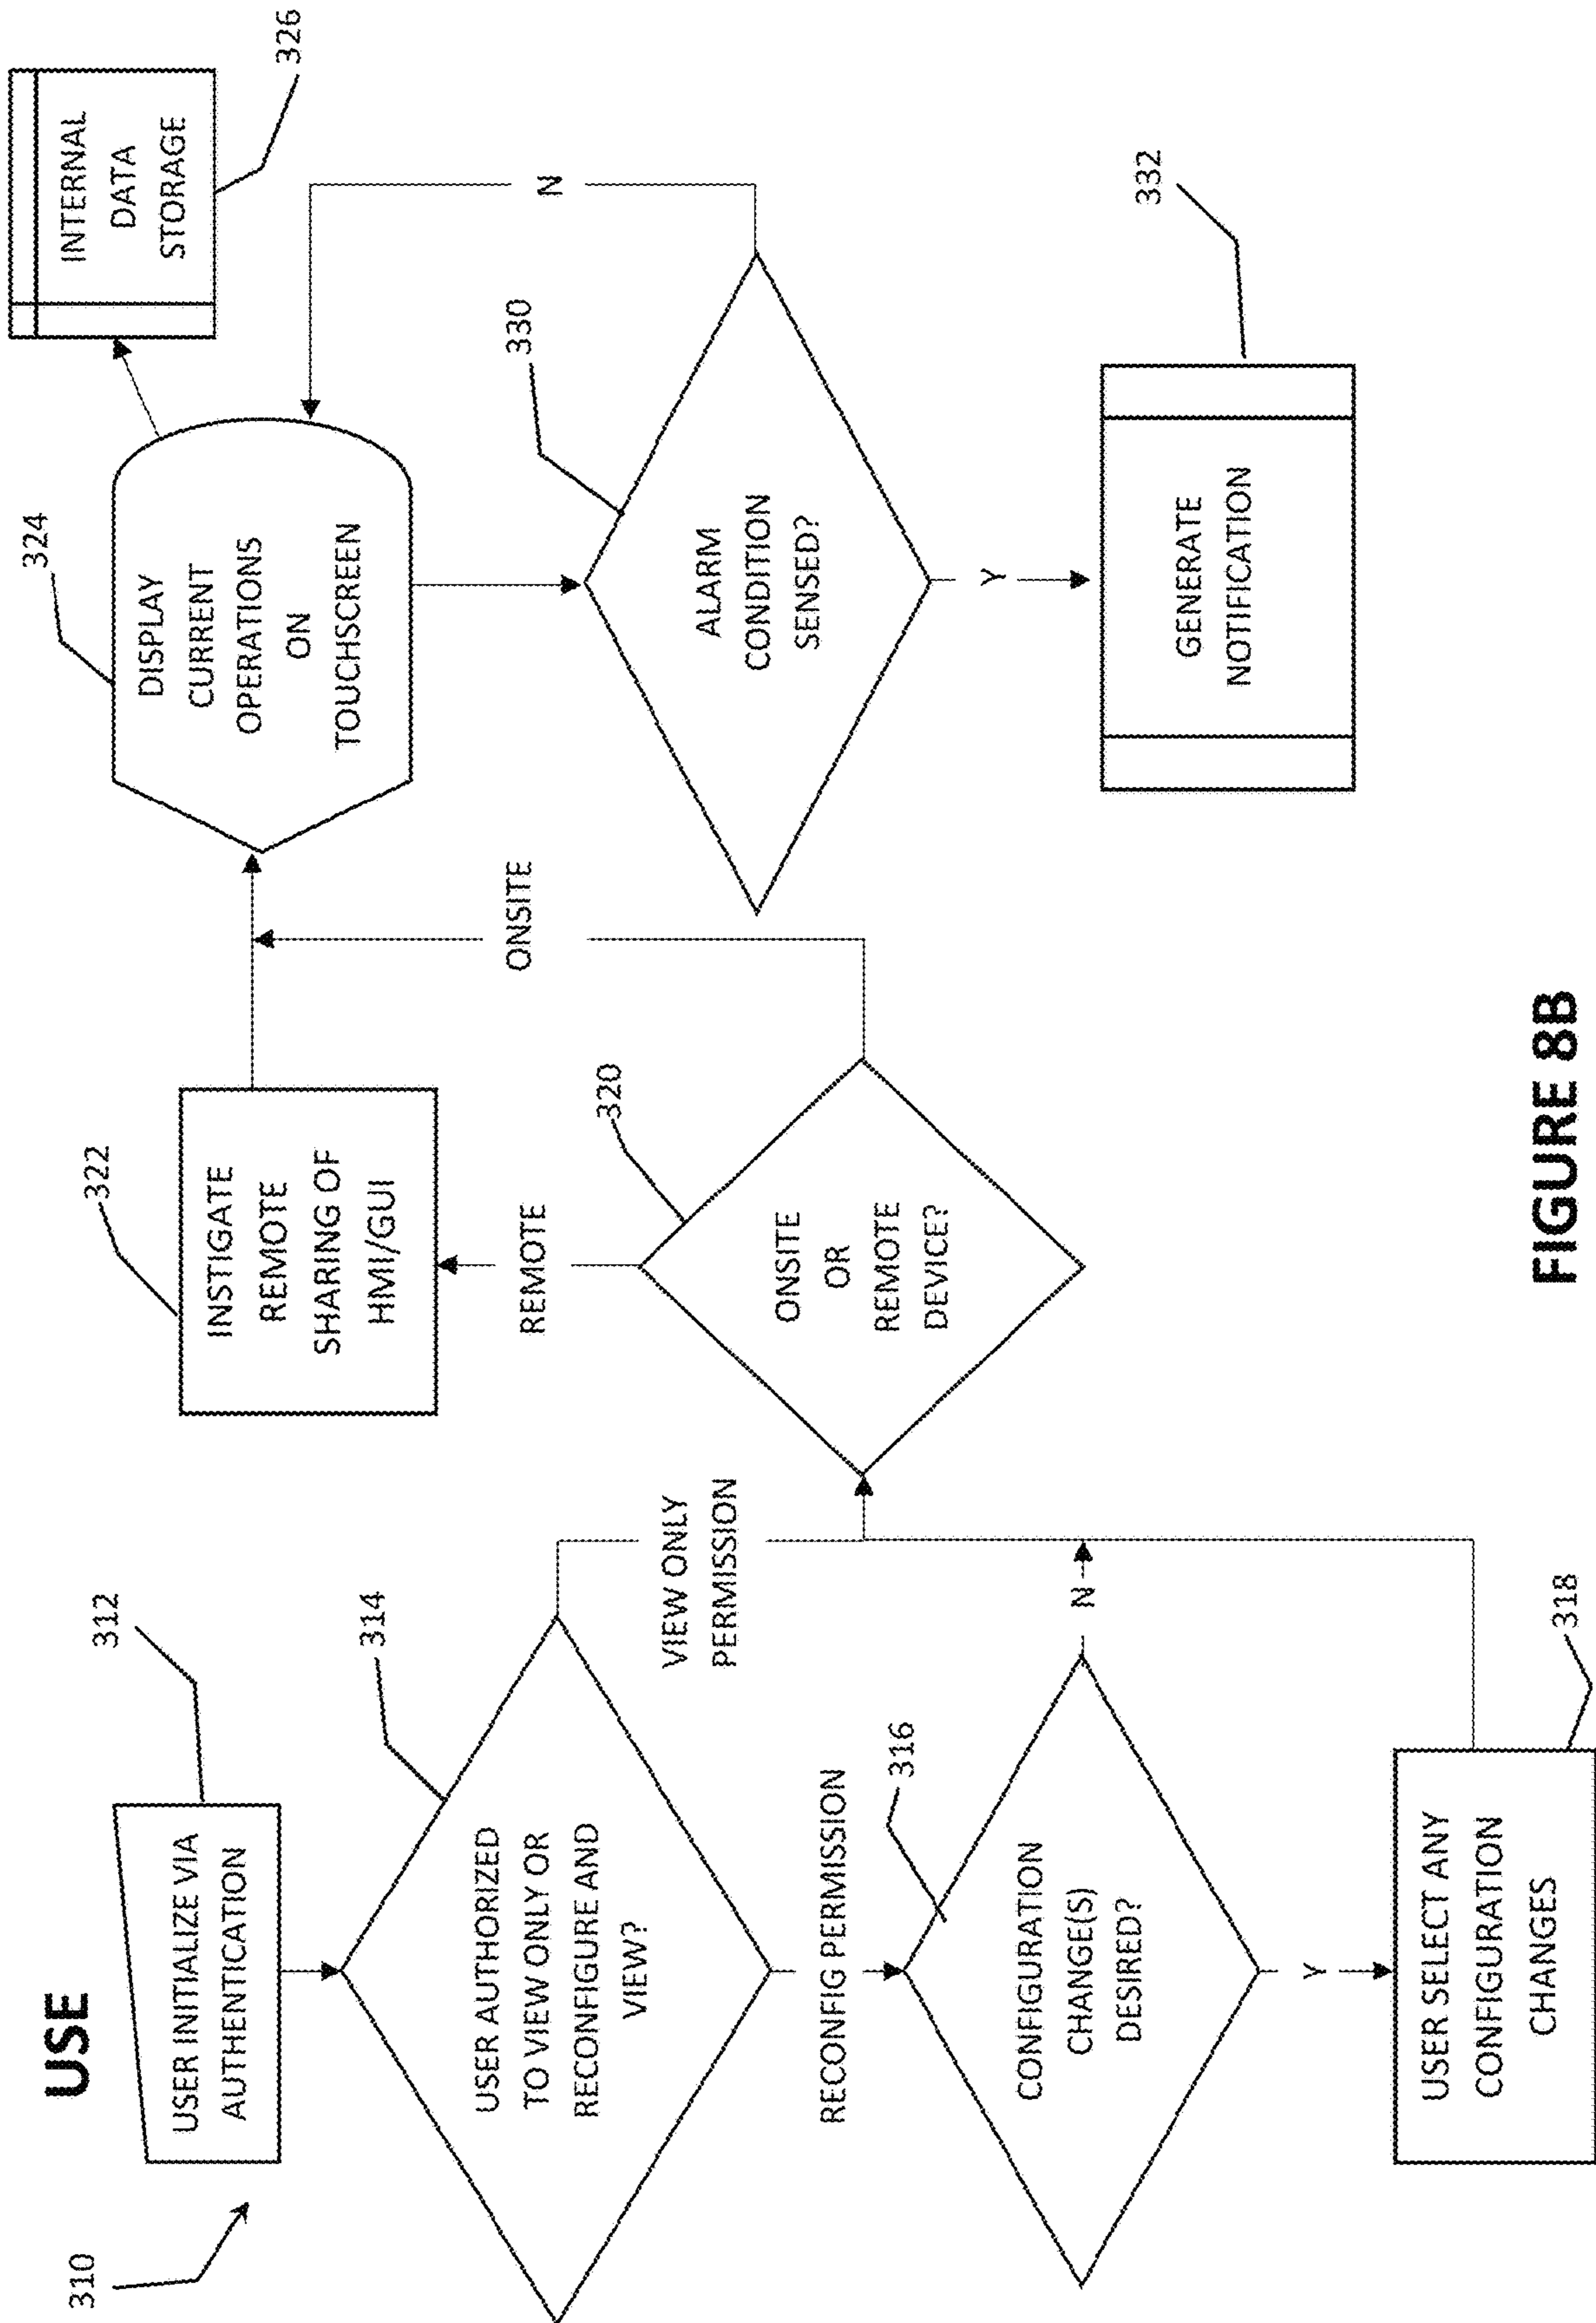 USE
310
312
USER INITIALIZE VIA
AUTHENTICATION
314
USER AUTHORIZED
TO VIEW ONLY OR
RECONFIGURE AND
VIEW?
VIEW ONLY
PERMISSION
RECONFIG PERMISSION
316
CONFIGURATION
CHANGE(S)
DESIRED?
N
Y
USER SELECT ANY
CONFIGURATION
CHANGES
318
322
INSTIGATE
REMOTE
SHARING OF
HMI/GUI
REMOTE
320
ONSITE
OR
REMOTE
DEVICE?
ONSITE
324
DISPLAY
CURRENT
OPERATIONS
ON
TOUCHSCREEN
INTERNAL
DATA
STORAGE
326
330
ALARM
CONDITION
SENSED?
N
Y
GENERATE
NOTIFICATION
332
FIGURE 8B